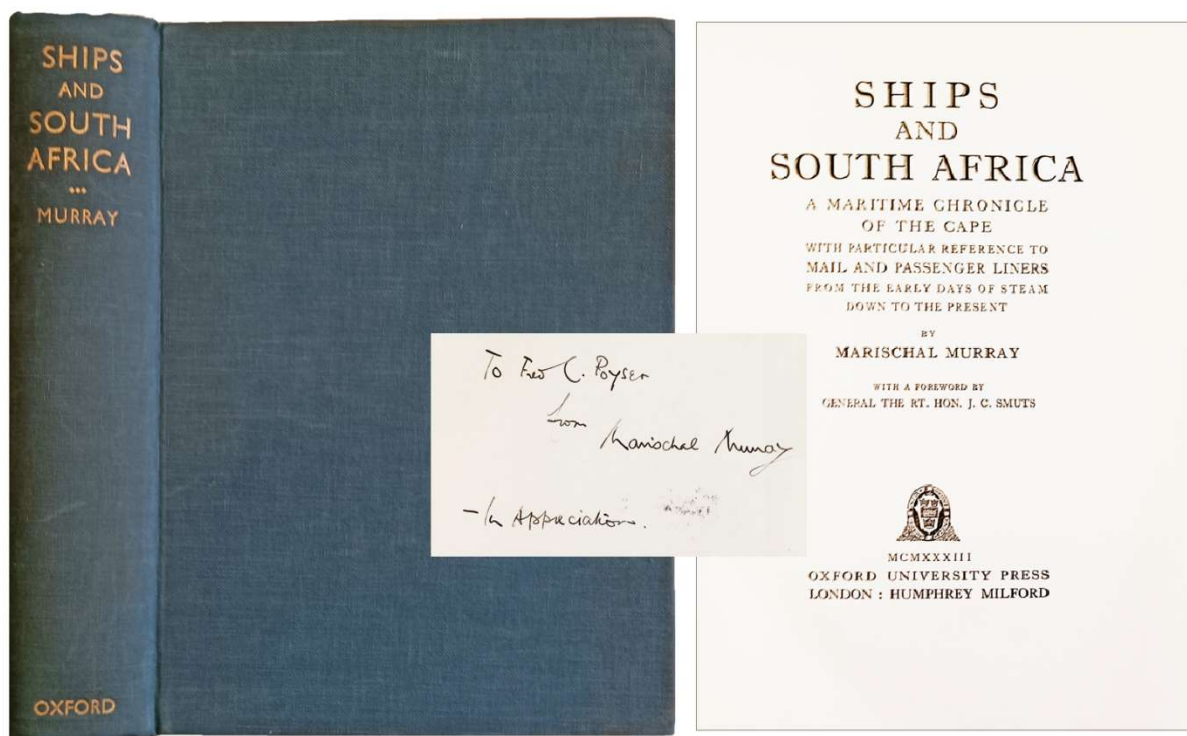 SHIPS
AND
SOUTH
AFRICA
...
MURRAY
OXFORD
To Fred C. Poyser
from
Marischal Murray
– In Appreciation.
SHIPS
AND
SOUTH AFRICA
A MARITIME CHRONICLE
OF THE CAPE
WITH PARTICULAR REFERENCE TO
MAIL AND PASSENGER LINERS
FROM THE EARLY DAYS OF STEAM
DOWN TO THE PRESENT
BY
MARISCHAL MURRAY
WITH A FOREWORD BY
GENERAL THE RT. HON. J. C. SMUTS
MCMXXXIII
OXFORD UNIVERSITY PRESS
LONDON : HUMPHREY MILFORD